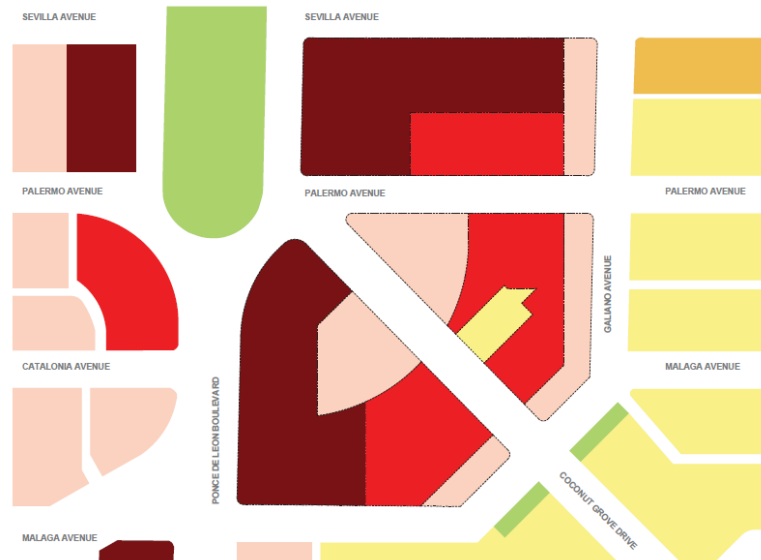 SEVILLA AVENUE
SEVILLA AVENUE
PALERMO AVENUE
PALERMO AVENUE
PALERMO AVENUE
GALIANO AVENUE
CATALONIA AVENUE
MALAGA AVENUE
PONCE DE LEON BOULEVARD
COCONUT GROVE DRIVE
MALAGA AVENUE